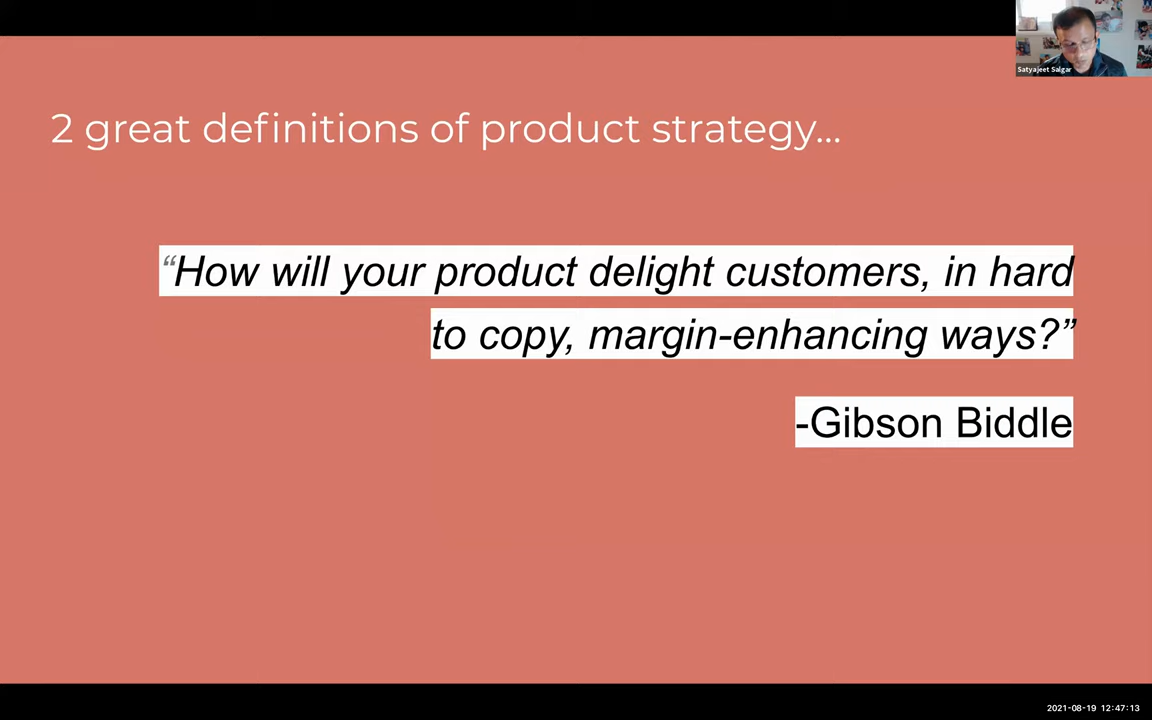 Satyajeet Salgar
2 great definitions of product strategy...
“How will your product delight customers, in hard
to copy, margin-enhancing ways?”
-Gibson Biddle
2021-08-19 12:47:13